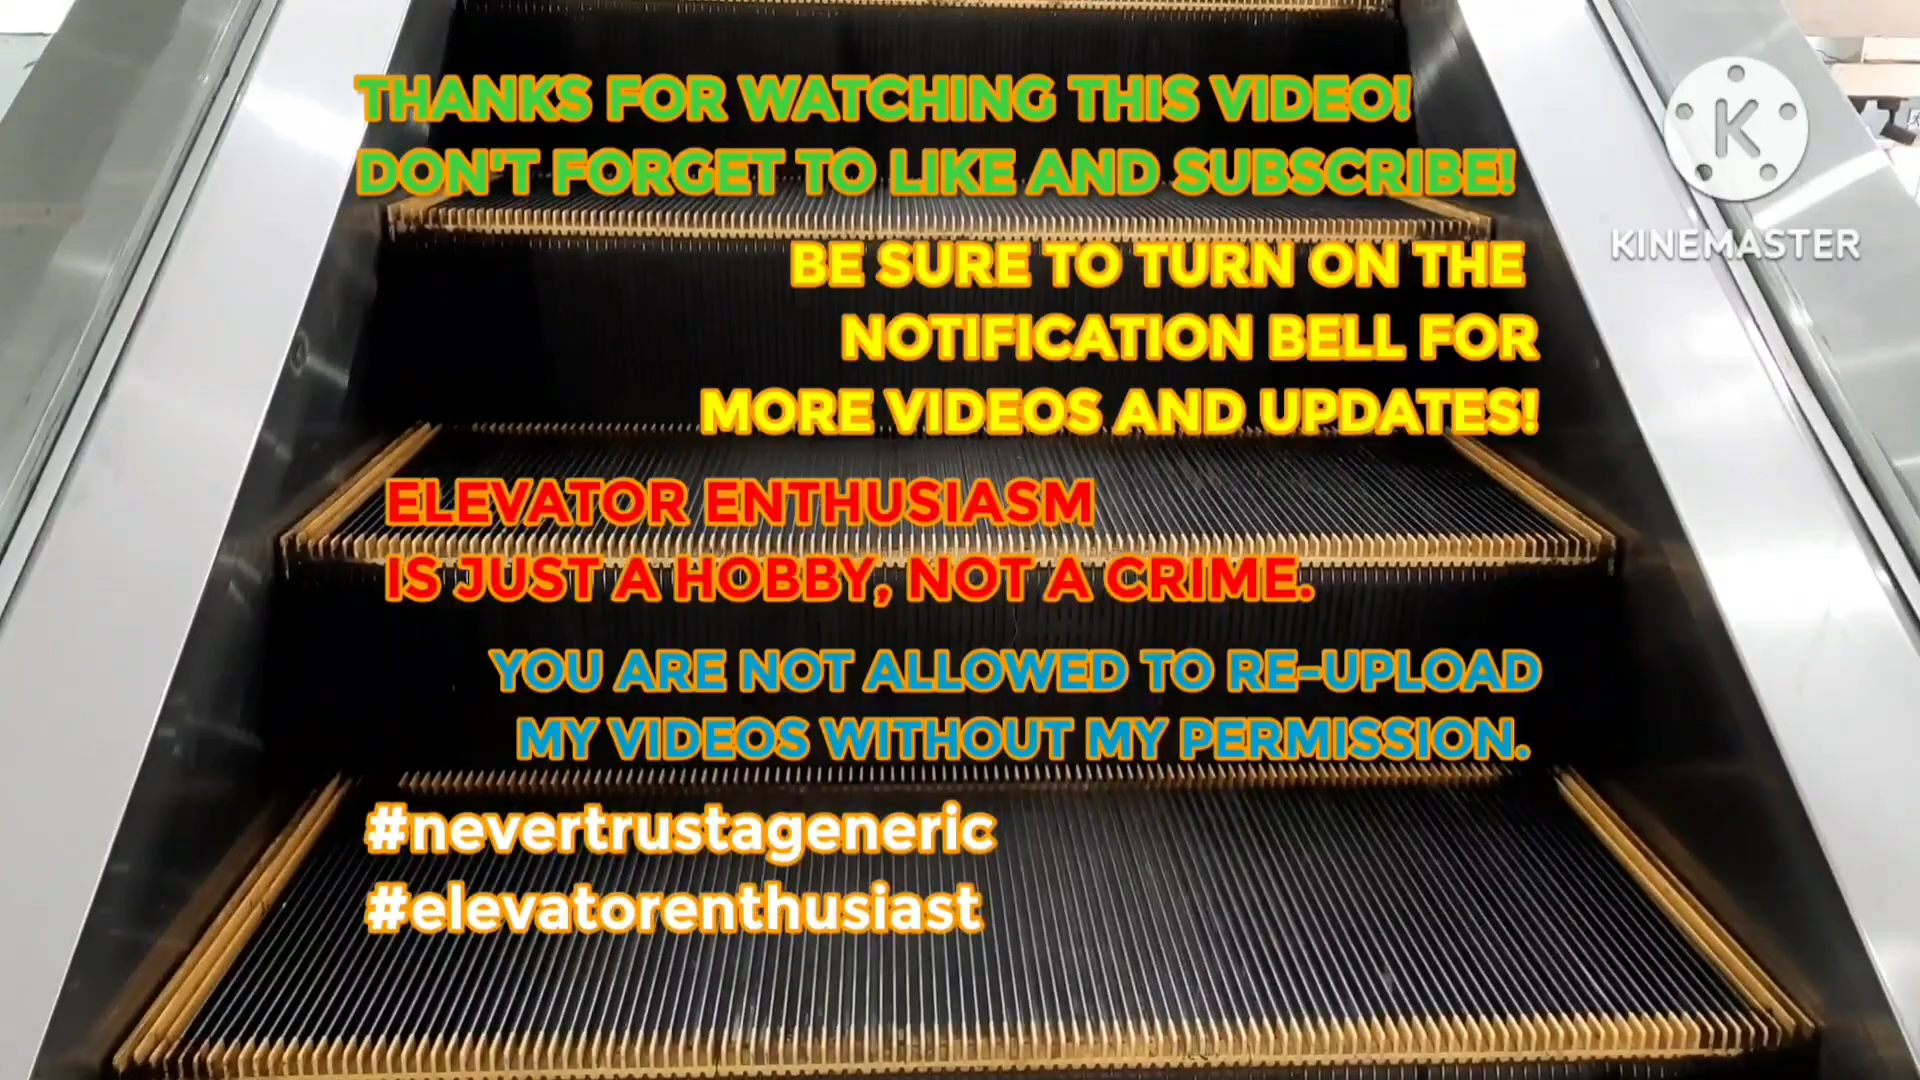 THANKS FOR WATCHING THIS VIDEO!
DON'T FORGET TO LIKE AND SUBSCRIBE!
K
KINEMASTER
BE SURE TO TURN ON THE
NOTIFICATION BELL FOR
MORE VIDEOS AND UPDATES!
ELEVATOR ENTHUSIASM
IS JUST A HOBBY, NOT A CRIME.
YOU ARE NOT ALLOWED TO RE-UPLOAD
MY VIDEOS WITHOUT MY PERMISSION.
#nevertrustageneric
#elevatorenthusiast